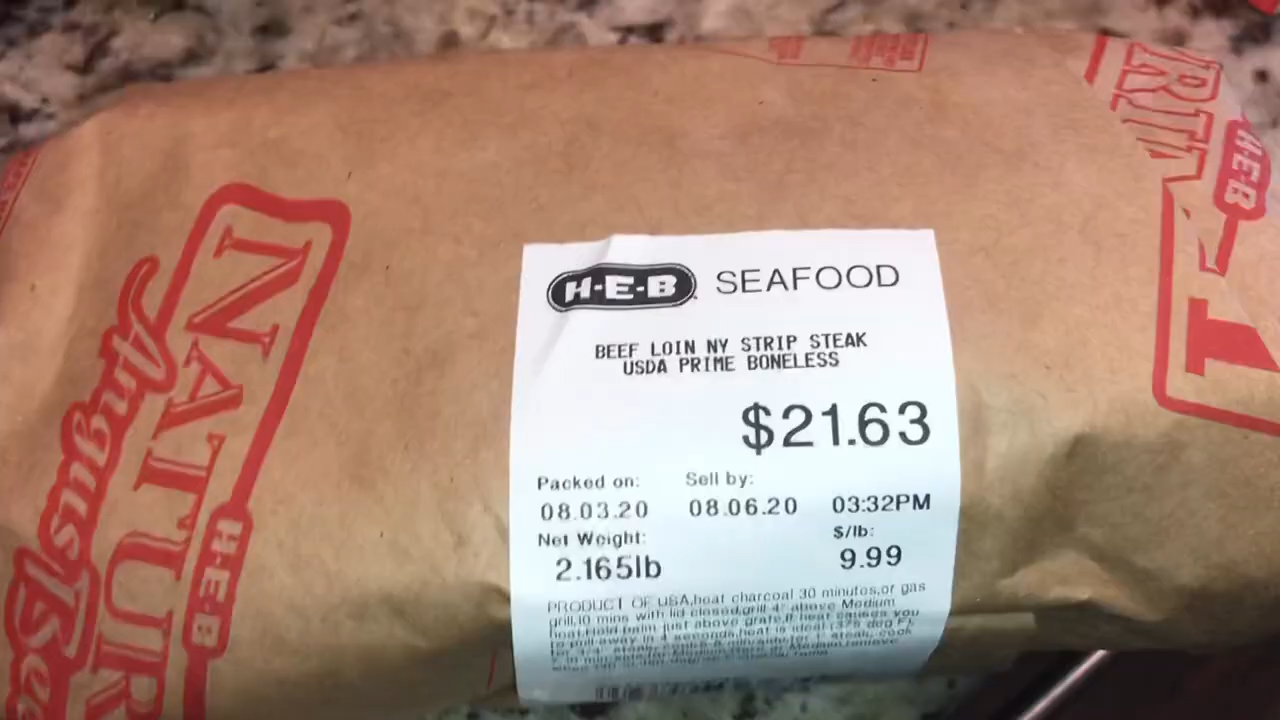 H-E-B SEAFOOD
BEEF LOIN NY STRIP STEAK
USDA PRIME BONELESS
$21.63
Packed on: Sell by:
08.03.20 08.06.20 03:32PM
Net Weight: $/lb:
2.165lb 9.99
PRODUCT OF USA,heat charcoal 30 minutes,or gas
grill,10 mins with lid closed,grill 4" above Medium
heat.Hold palm just above grate,if heat causes you
to pull away in 4 seconds,heat is ideal
NATUR
Angus Bee
H-E-B
H-E-B